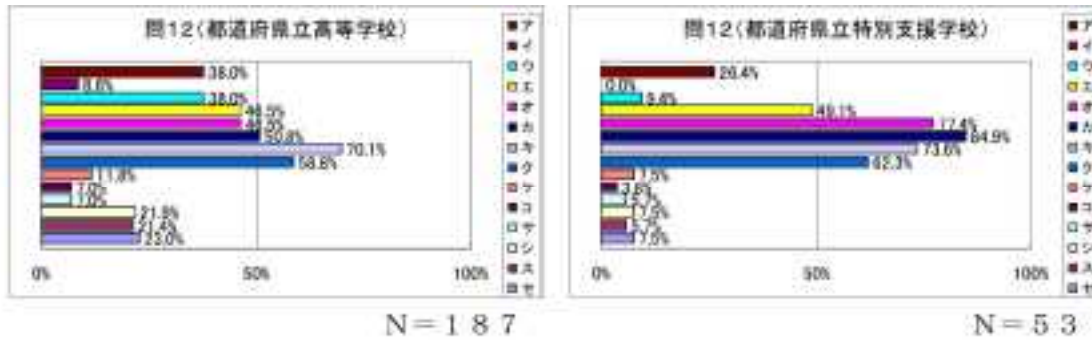 問12（都道府県立高等学校）
38.0%
8.6%
38.0%
46.5%
50.8%
70.1%
58.8%
11.8%
7.0%
7.0%
21.9%
21.4%
23.0%
0%
50%
100%
ア
イ
ウ
エ
オ
カ
キ
ク
ケ
コ
サ
シ
ス
セ
N＝187
問12（都道府県立特別支援学校）
26.4%
0.0%
9.4%
49.1%
77.4%
84.9%
73.6%
62.3%
7.5%
3.8%
5.7%
7.5%
5.7%
7.5%
0%
50%
100%
ア
イ
ウ
エ
オ
カ
キ
ク
ケ
コ
サ
シ
ス
セ
N＝53